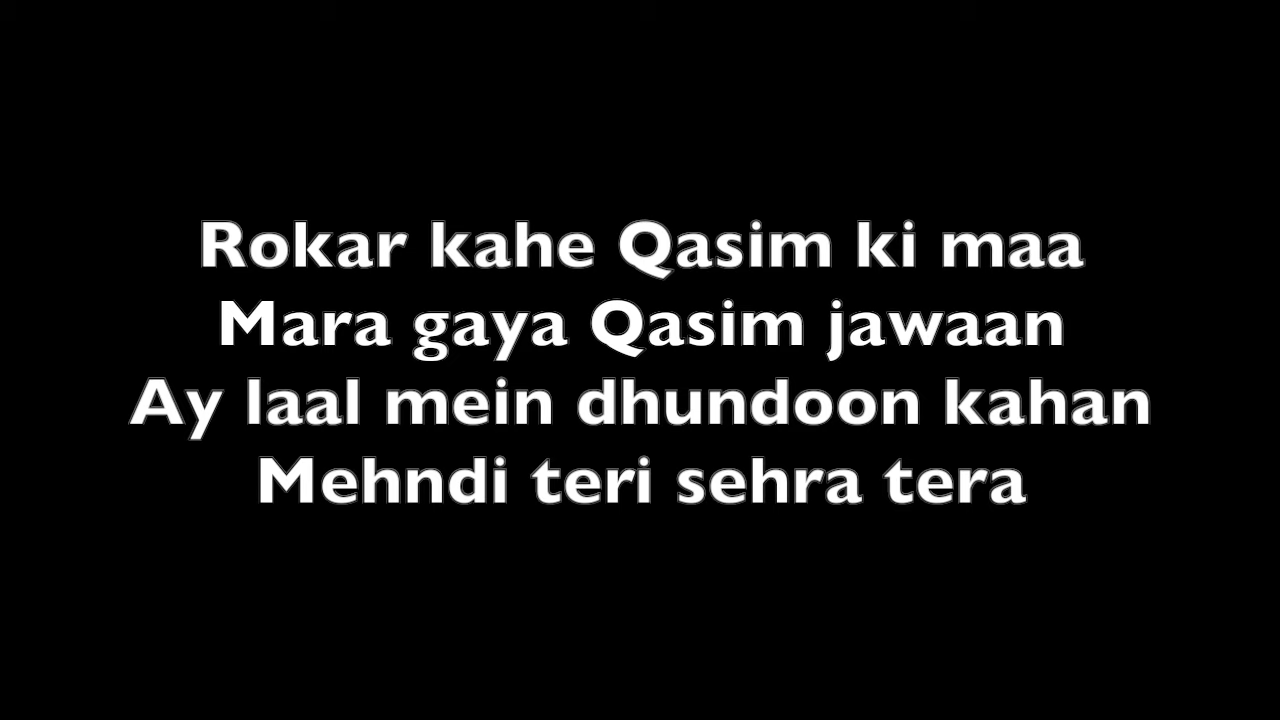 Rokar kahe Qasim ki maa
Mara gaya Qasim jawaan
Ay laal mein dhundoon kahan
Mehndi teri sehra tera